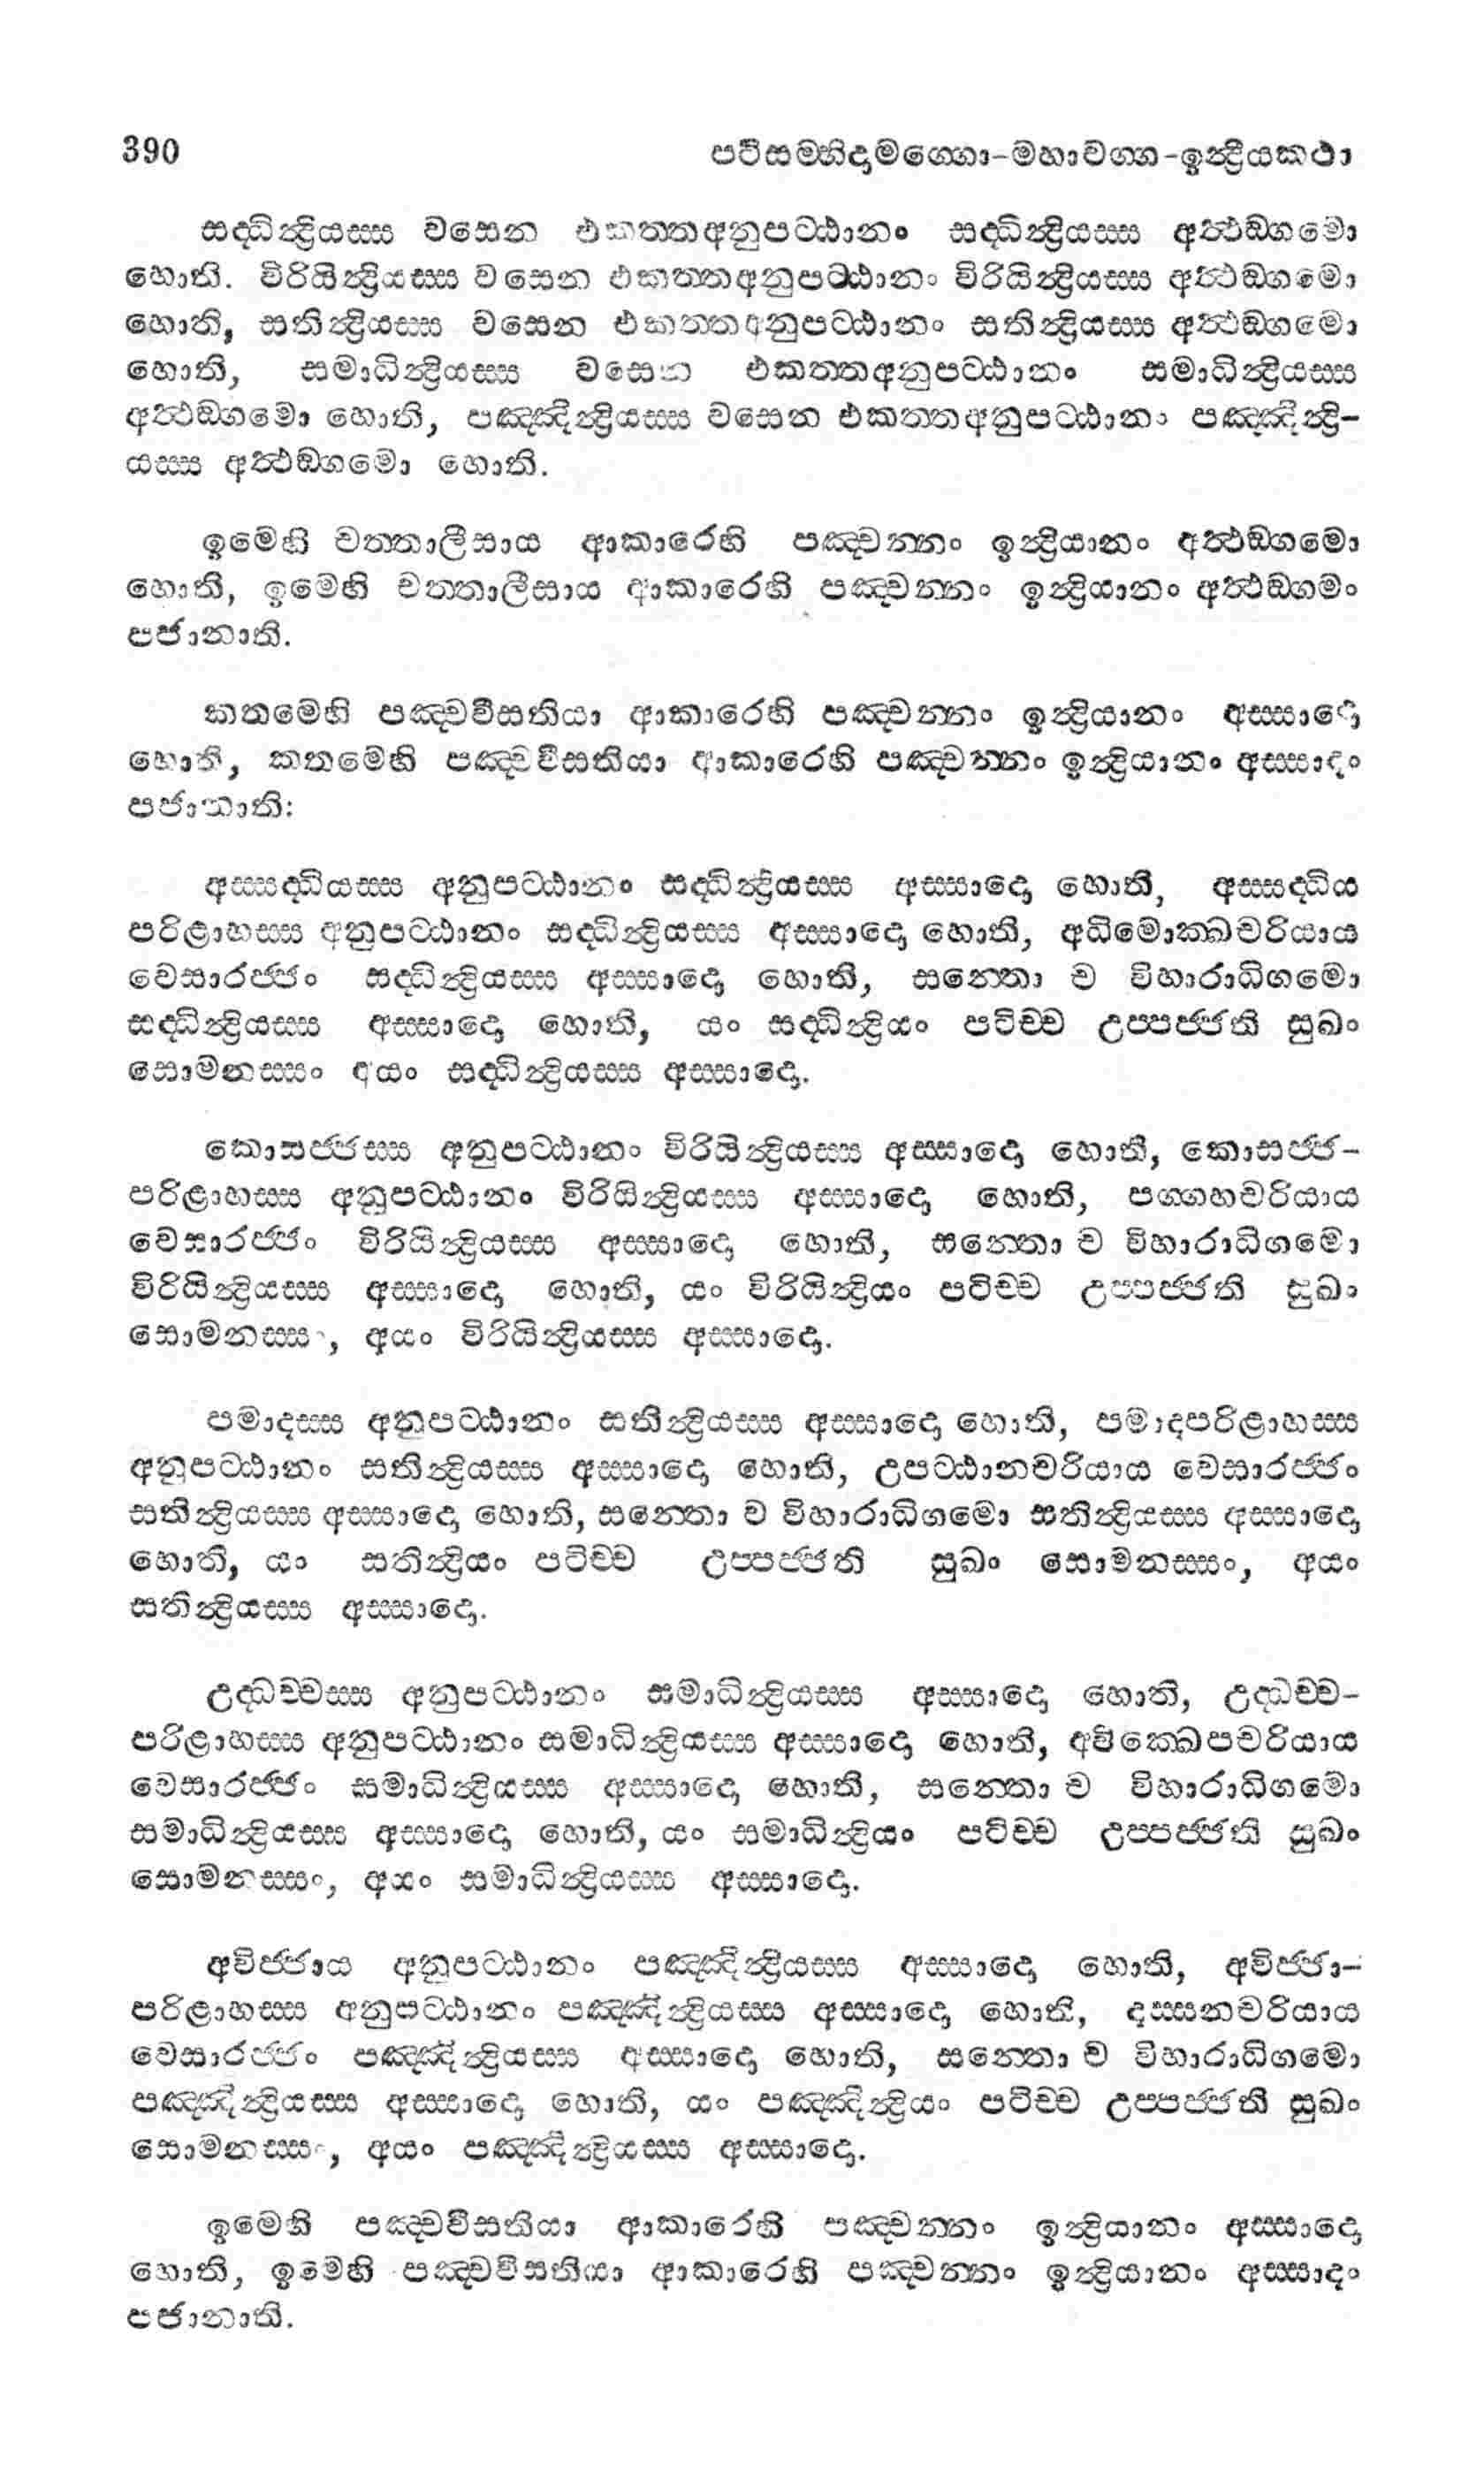 390 පටිසම්භිදාමග්ගො-මහාවග්ග-ඉන්ද්‍රියකථා
සද්ධින්ද්‍රියස්ස වසෙන එකත්තඅනුපට්ඨානං සද්ධින්ද්‍රියස්ස අත්ථඞ්ගමො
හොති. විරියින්ද්‍රියස්ස වසෙන එකත්තඅනුපට්ඨානං විරියින්ද්‍රියස්ස අත්ථඞ්ගමො
හොති, සතින්ද්‍රියස්ස වසෙන එකත්තඅනුපට්ඨානං සතින්ද්‍රියස්ස අත්ථඞ්ගමො
හොති, සමාධින්ද්‍රියස්ස වසෙන එකත්තඅනුපට්ඨානං සමාධින්ද්‍රියස්ස
අත්ථඞ්ගමො හොති, පඤ්ඤින්ද්‍රියස්ස වසෙන එකත්තඅනුපට්ඨානං පඤ්ඤින්ද්‍රි-
යස්ස අත්ථඞ්ගමො හොති.
ඉමෙහි චත්තාලීසාය ආකාරෙහි පඤ්චන්නං ඉන්ද්‍රියානං අත්ථඞ්ගමො
හොති, ඉමෙහි චත්තාලීසාය ආකාරෙහි පඤ්චන්නං ඉන්ද්‍රියානං අත්ථඞ්ගමං
පජානාති.
කතමෙහි පඤ්චවීසතියා ආකාරෙහි පඤ්චන්නං ඉන්ද්‍රියානං අස්සාදො
හොති, කතමෙහි පඤ්චවීසතියා ආකාරෙහි පඤ්චන්නං ඉන්ද්‍රියානං අස්සාදං
පජානාති:
අස්සද්ධියස්ස අනුපට්ඨානං සද්ධින්ද්‍රියස්ස අස්සාදො හොති, අස්සද්ධිය
පරිළාහස්ස අනුපට්ඨානං සද්ධින්ද්‍රියස්ස අස්සාදො හොති, අධිමොක්ඛචරියාය
වෙසාරජ්ජං සද්ධින්ද්‍රියස්ස අස්සාදො හොති, සන්තො ච විහාරාධිගමො
සද්ධින්ද්‍රියස්ස අස්සාදො හොති, යං සද්ධින්ද්‍රියං පටිච්ච උප්පජ්ජති සුඛං
සොමනස්සං අයං සද්ධින්ද්‍රියස්ස අස්සාදො.
කොසජ්ජස්ස අනුපට්ඨානං විරියින්ද්‍රියස්ස අස්සාදො හොති, කොසජ්ජ-
පරිළාහස්ස අනුපට්ඨානං විරියින්ද්‍රියස්ස අස්සාදො හොති, පග්ගහචරියාය
වෙසාරජ්ජං විරියින්ද්‍රියස්ස අස්සාදො හොති, සන්තො ච විහාරාධිගමො
විරියින්ද්‍රියස්ස අස්සාදො හොති, යං විරියින්ද්‍රියං පටිච්ච උප්පජ්ජති සුඛං
සොමනස්සං, අයං විරියින්ද්‍රියස්ස අස්සාදො.
පමාදස්ස අනුපට්ඨානං සතින්ද්‍රියස්ස අස්සාදො හොති, පමාදපරිළාහස්ස
අනුපට්ඨානං සතින්ද්‍රියස්ස අස්සාදො හොති, උපට්ඨානචරියාය වෙසාරජ්ජං
සතින්ද්‍රියස්ස අස්සාදො හොති, සන්තො ච විහාරාධිගමො සතින්ද්‍රියස්ස අස්සාදො
හොති, යං සතින්ද්‍රියං පටිච්ච උප්පජ්ජති සුඛං සොමනස්සං, අයං
සතින්ද්‍රියස්ස අස්සාදො.
උද්ධච්චස්ස අනුපට්ඨානං සමාධින්ද්‍රියස්ස අස්සාදො හොති, උද්ධච්ච-
පරිළාහස්ස අනුපට්ඨානං සමාධින්ද්‍රියස්ස අස්සාදො හොති, අවික්ඛෙපචරියාය
වෙසාරජ්ජං සමාධින්ද්‍රියස්ස අස්සාදො හොති, සන්තො ච විහාරාධිගමො
සමාධින්ද්‍රියස්ස අස්සාදො හොති, යං සමාධින්ද්‍රියං පටිච්ච උප්පජ්ජති සුඛං
සොමනස්සං, අයං සමාධින්ද්‍රියස්ස අස්සාදො.
අවිජ්ජාය අනුපට්ඨානං පඤ්ඤින්ද්‍රියස්ස අස්සාදො හොති, අවිජ්ජා-
පරිළාහස්ස අනුපට්ඨානං පඤ්ඤින්ද්‍රියස්ස අස්සාදො හොති, දස්සනචරියාය
වෙසාරජ්ජං පඤ්ඤින්ද්‍රියස්ස අස්සාදො හොති, සන්තො ච විහාරාධිගමො
පඤ්ඤින්ද්‍රියස්ස අස්සාදො හොති, යං පඤ්ඤින්ද්‍රියං පටිච්ච උප්පජ්ජති සුඛං
සොමනස්සං, අයං පඤ්ඤින්ද්‍රියස්ස අස්සාදො.
ඉමෙහි පඤ්චවීසතියා ආකාරෙහි පඤ්චන්නං ඉන්ද්‍රියානං අස්සාදො
හොති, ඉමෙහි පඤ්චවීසතියා ආකාරෙහි පඤ්චන්නං ඉන්ද්‍රියානං අස්සාදං
පජානාති.